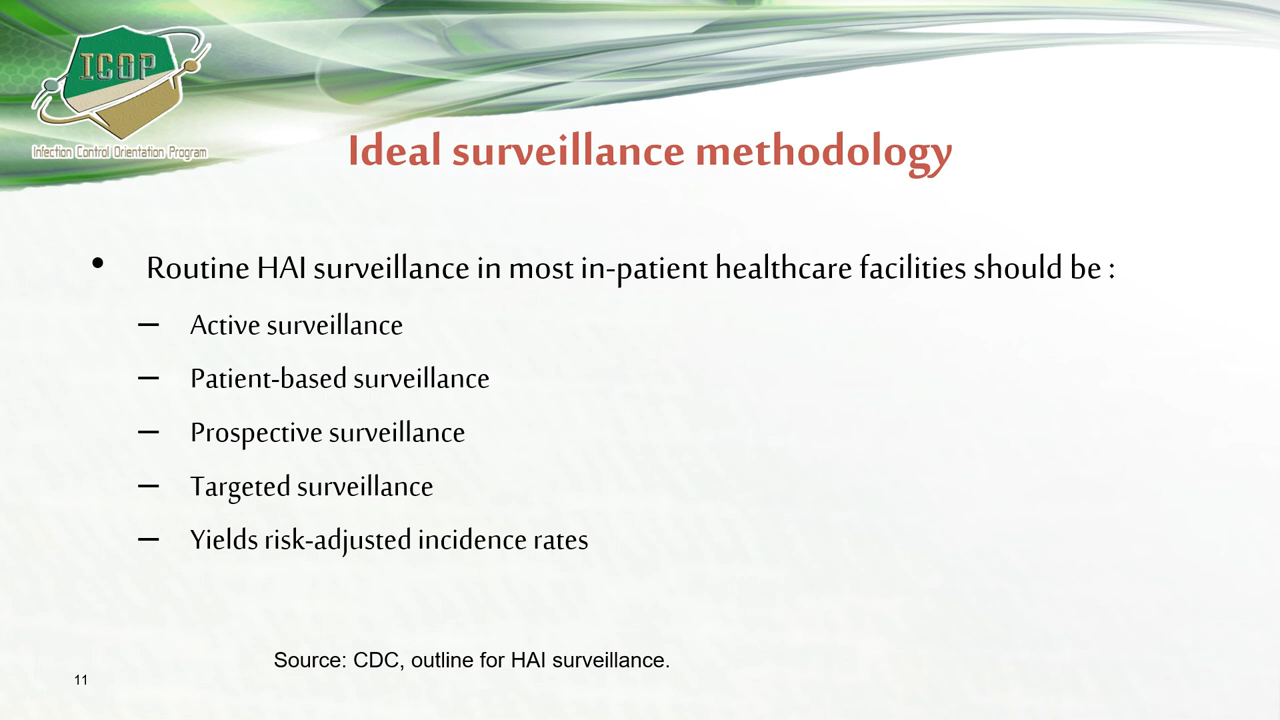 ICOP
Infection Control Orientation Program
Ideal surveillance methodology
• Routine HAI surveillance in most in-patient healthcare facilities should be :
– Active surveillance
– Patient-based surveillance
– Prospective surveillance
– Targeted surveillance
– Yields risk-adjusted incidence rates
Source: CDC, outline for HAI surveillance.
11